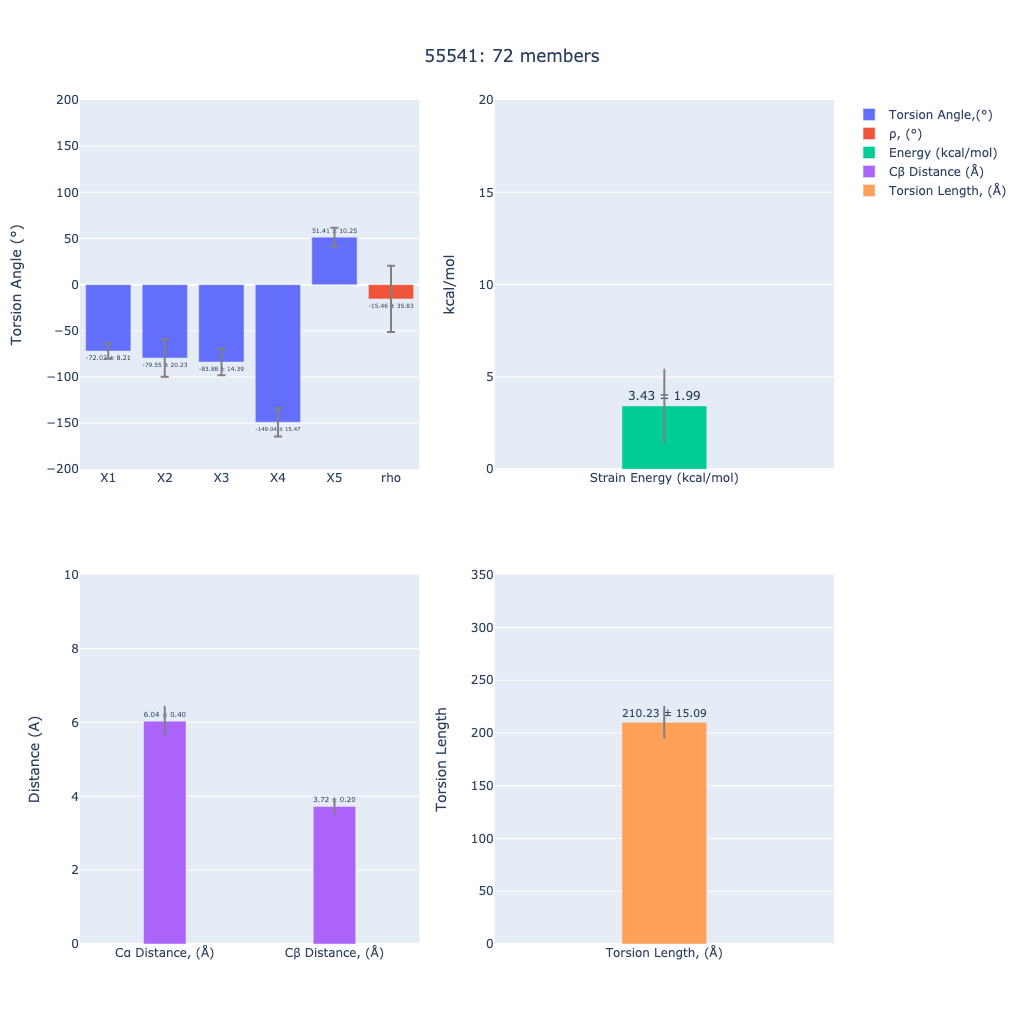 55541: 72 members
Torsion Angle (°)
200
150
100
50
0
−50
−100
−150
−200
51.41 ± 10.25
-72.02 ± 8.21
-79.55 ± 20.23
-83.88 ± 14.39
-149.04 ± 15.47
-15.46 ± 35.83
X1 X2 X3 X4 X5 rho
kcal/mol
20
15
10
5
0
3.43 ± 1.99
Strain Energy (kcal/mol)
Torsion Angle,(°)
ρ, (°)
Energy (kcal/mol)
Cβ Distance (Å)
Torsion Length, (Å)
Distance (A)
10
8
6
4
2
0
6.04 ± 0.40
3.72 ± 0.20
Cα Distance, (Å) Cβ Distance, (Å)
Torsion Length
350
300
250
200
150
100
50
0
210.23 ± 15.09
Torsion Length, (Å)